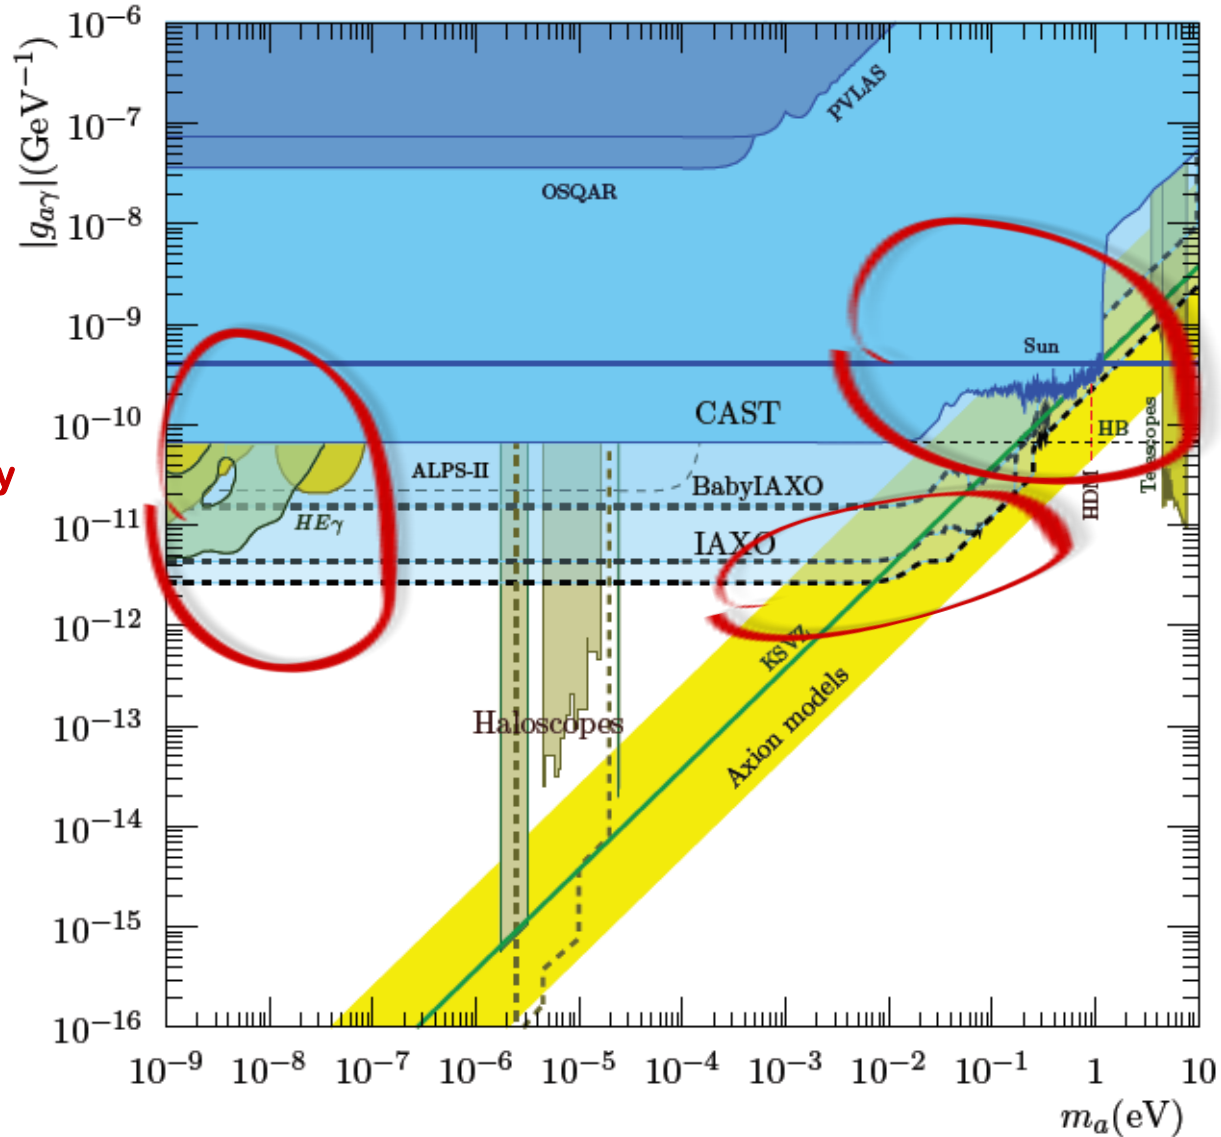 |g_{aγ}|(GeV^{-1})
10^{-6}
10^{-7}
10^{-8}
10^{-9}
10^{-10}
10^{-11}
10^{-12}
10^{-13}
10^{-14}
10^{-15}
10^{-16}
y
PVLAS
OSQAR
Sun
CAST
HB
Telescopes
ALPS-II
BabyIAXO
HDM
HEγ
IAXO
KSVZ
Haloscopes
Axion models
10^{-9} 10^{-8} 10^{-7} 10^{-6} 10^{-5} 10^{-4} 10^{-3} 10^{-2} 10^{-1} 1 10
m_a(eV)